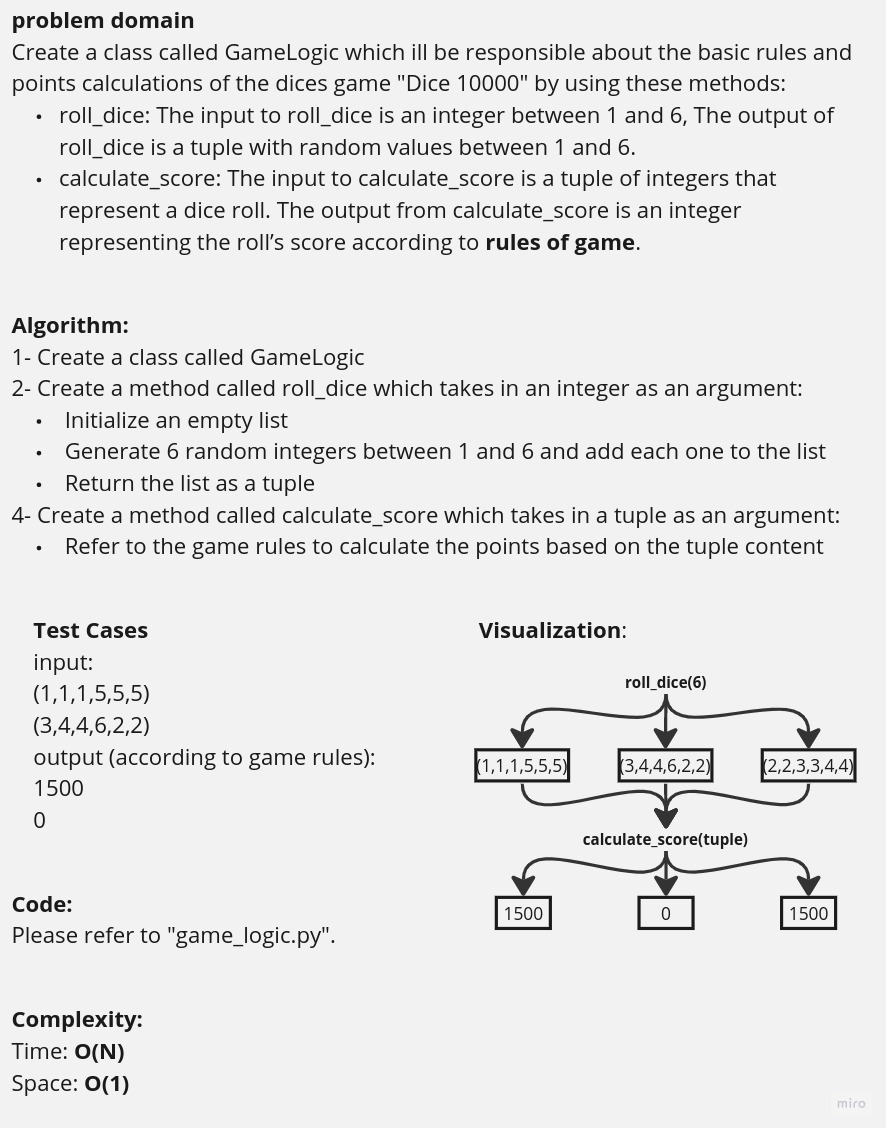 problem domain
Create a class called GameLogic which ill be responsible about the basic rules and
points calculations of the dices game "Dice 10000" by using these methods:
• roll_dice: The input to roll_dice is an integer between 1 and 6, The output of
roll_dice is a tuple with random values between 1 and 6.
• calculate_score: The input to calculate_score is a tuple of integers that
represent a dice roll. The output from calculate_score is an integer
representing the roll’s score according to rules of game.
Algorithm:
1- Create a class called GameLogic
2- Create a method called roll_dice which takes in an integer as an argument:
• Initialize an empty list
• Generate 6 random integers between 1 and 6 and add each one to the list
• Return the list as a tuple
4- Create a method called calculate_score which takes in a tuple as an argument:
• Refer to the game rules to calculate the points based on the tuple content
Test Cases
input:
(1,1,1,5,5,5)
(3,4,4,6,2,2)
output (according to game rules):
1500
0
Visualization:
roll_dice(6)
(1,1,1,5,5,5)
(3,4,4,6,2,2)
(2,2,3,3,4,4)
calculate_score(tuple)
1500
0
1500
Code:
Please refer to "game_logic.py".
Complexity:
Time: O(N)
Space: O(1)
miro